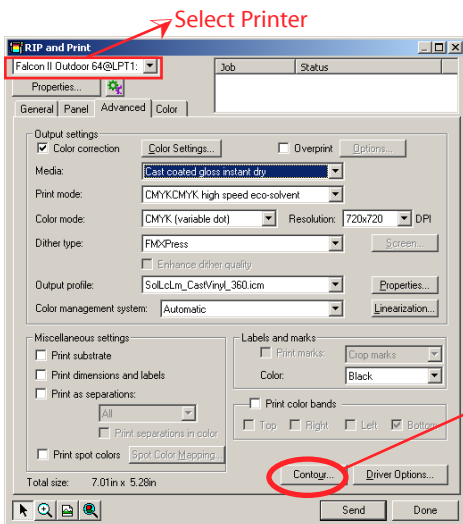 Select Printer
RIP and Print
Falcon II Outdoor 64@LPT1:
Job Status
Properties...
General Panel Advanced Color
Output settings
Color correction Color Settings... Overprint Options...
Media: Cast coated gloss instant dry
Print mode: CMYKCMYK high speed eco-solvent
Color mode: CMYK (variable dot) Resolution: 720x720 DPI
Dither type: FMXPress Screen...
Enhance dither quality
Output profile: SolLcLm_CastVinyl_360.icm Properties...
Color management system: Automatic Linearization...
Miscellaneous settings Labels and marks
Print substrate Print marks: Crop marks
Print dimensions and labels Color: Black
Print as separations: Print color bands
All Top Right Left Bottom
Print separations in color
Print spot colors Spot Color Mapping...
Contour... Driver Options...
Total size: 7.01in x 5.28in
Send Done